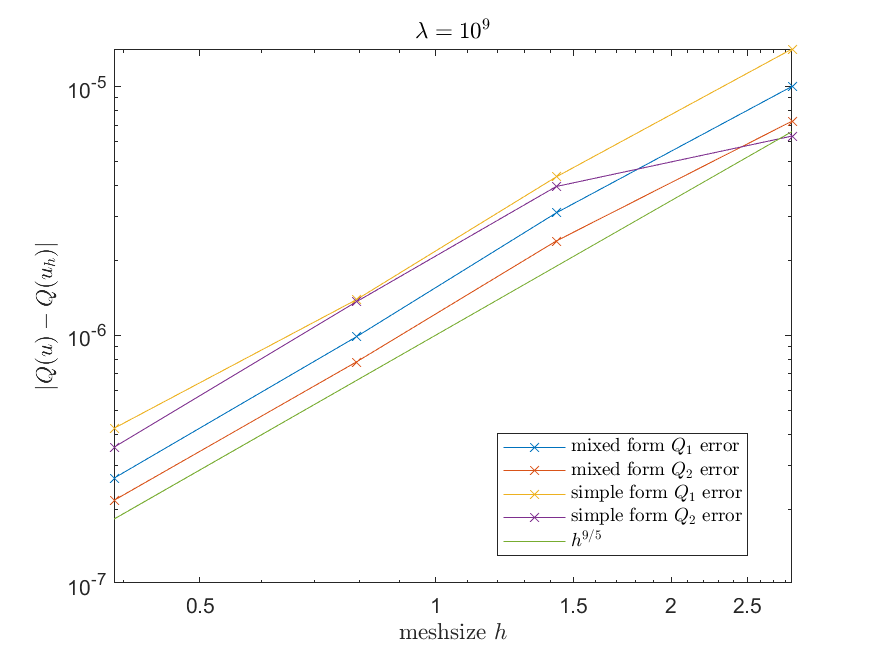 λ = 10^9
|Q(u) − Q(u_h)|
10^-5
10^-6
10^-7
0.5 1 1.5 2 2.5
meshsize h
mixed form Q_1 error
mixed form Q_2 error
simple form Q_1 error
simple form Q_2 error
h^{9/5}